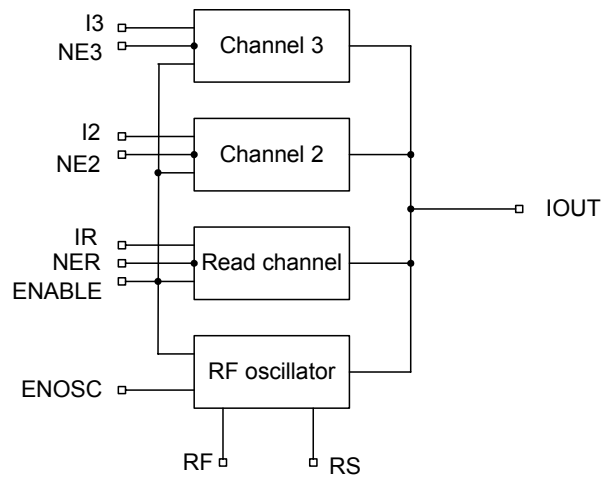 I3
NE3
Channel 3
I2
NE2
Channel 2
IOUT
IR
NER
ENABLE
Read channel
RF oscillator
ENOSC
RF
RS